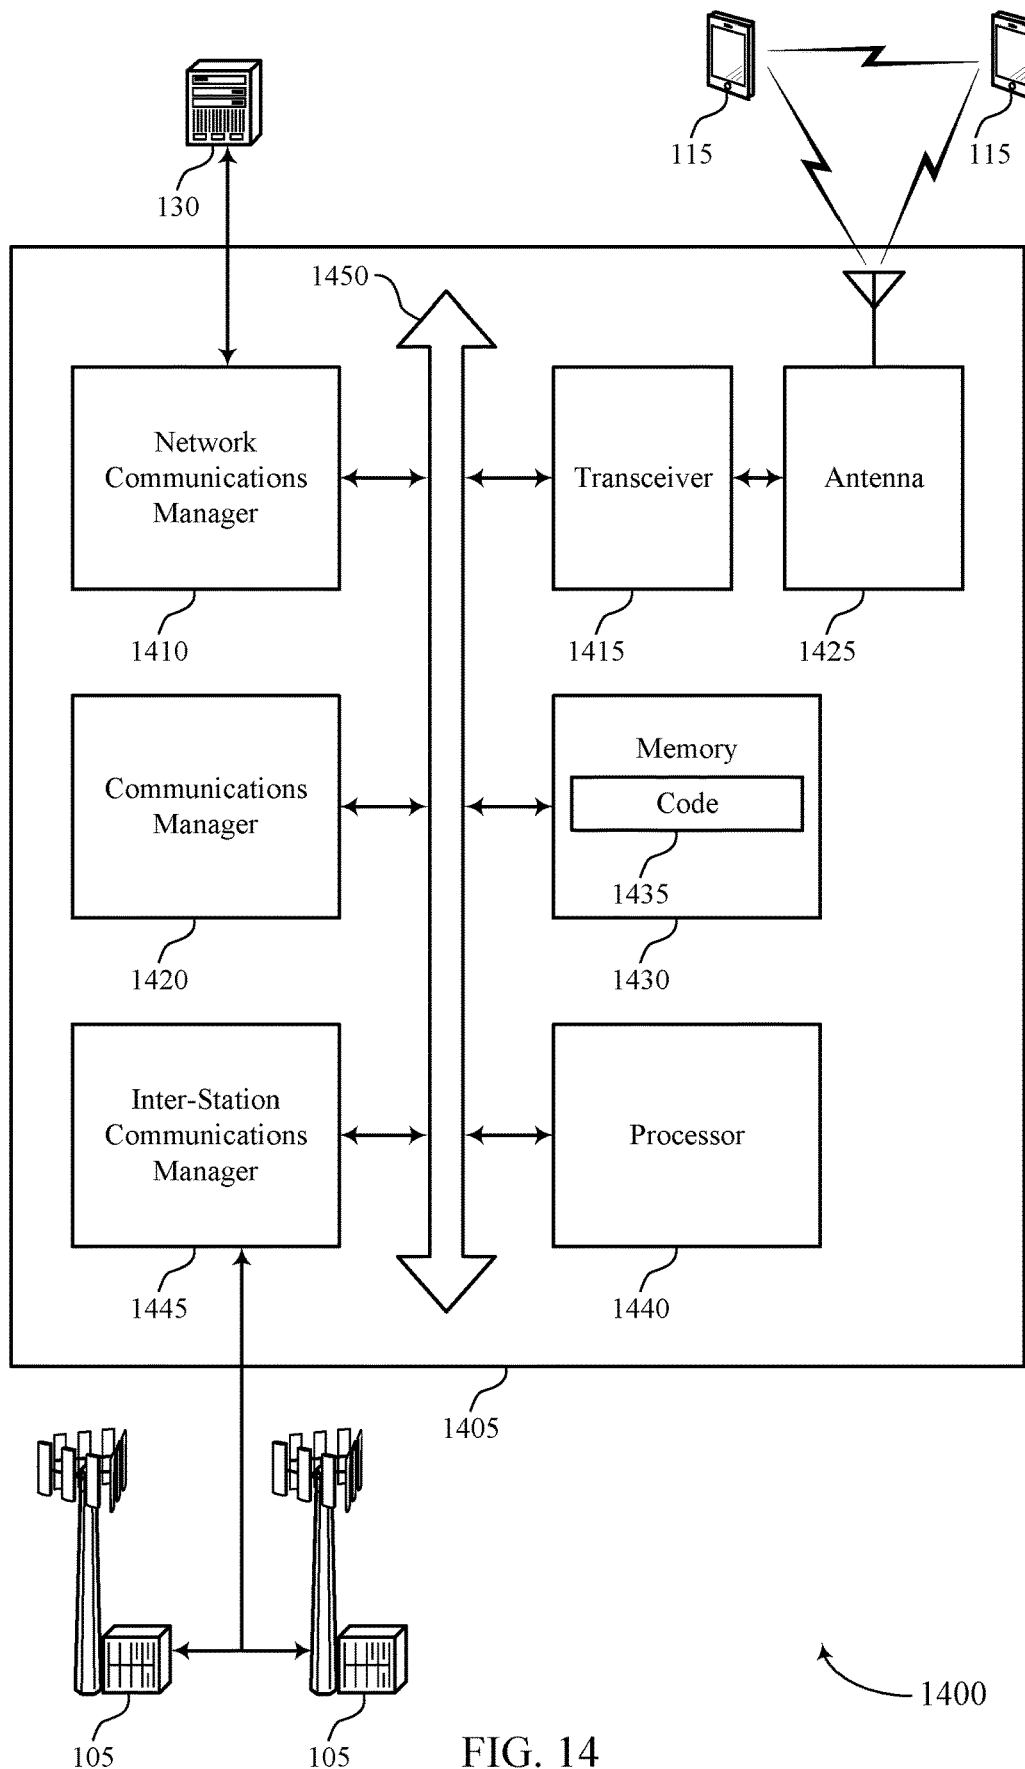 130
115
115
1450
Network
Communications
Manager
Transceiver
Antenna
1410
1415
1425
Communications
Manager
Memory
Code
1435
1420
1430
Inter-Station
Communications
Manager
Processor
1445
1440
1405
105
105
1400
FIG. 14